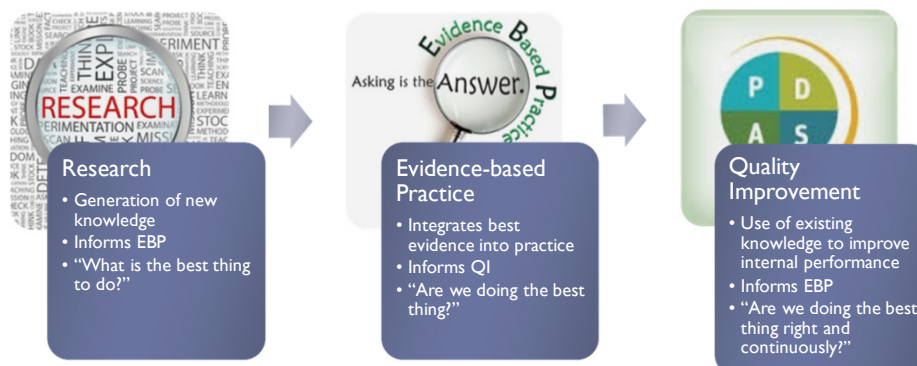 RESEARCH
Research
• Generation of new
knowledge
• Informs EBP
• “What is the best thing
to do?”
Evidence Based Practice
Asking is the Answer.
Evidence-based
Practice
• Integrates best
evidence into practice
• Informs QI
• “Are we doing the best
thing?”
P D
A S
Quality
Improvement
• Use of existing
knowledge to improve
internal performance
• Informs EBP
• “Are we doing the best
thing right and
continuously?”